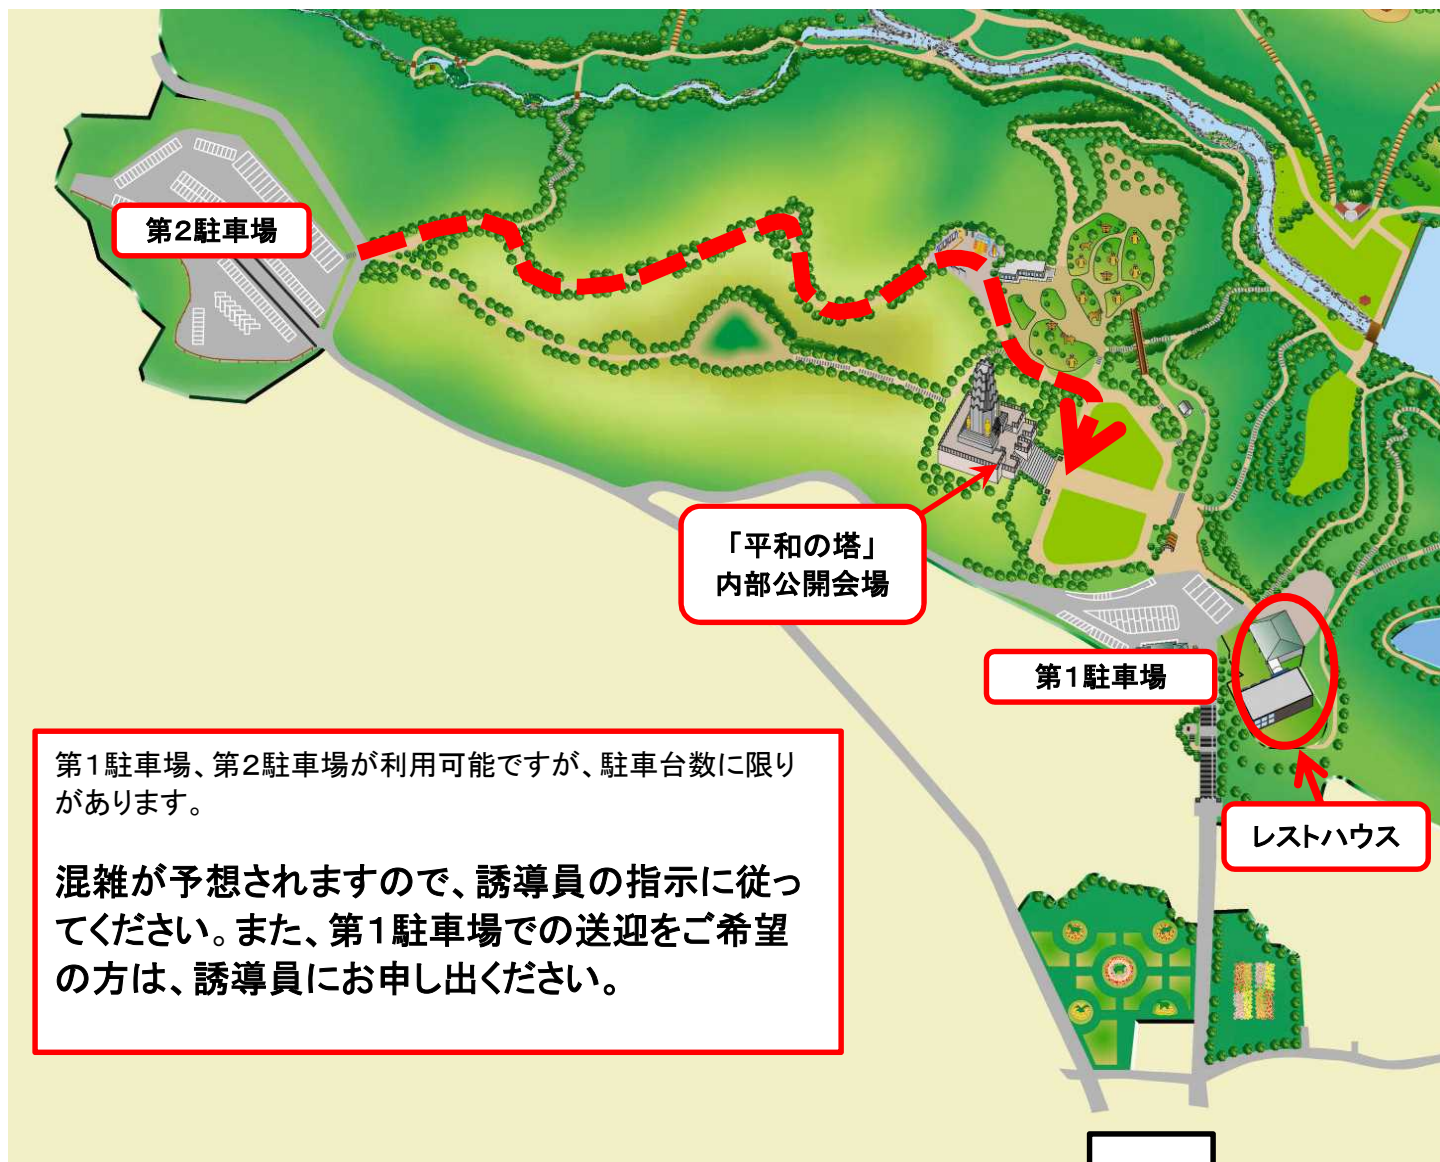 第2駐車場
「平和の塔」
内部公開会場
第1駐車場
レストハウス
第1駐車場、第2駐車場が利用可能ですが、駐車台数に限り
があります。
混雑が予想されますので、誘導員の指示に従っ
てください。また、第1駐車場での送迎をご希望
の方は、誘導員にお申し出ください。